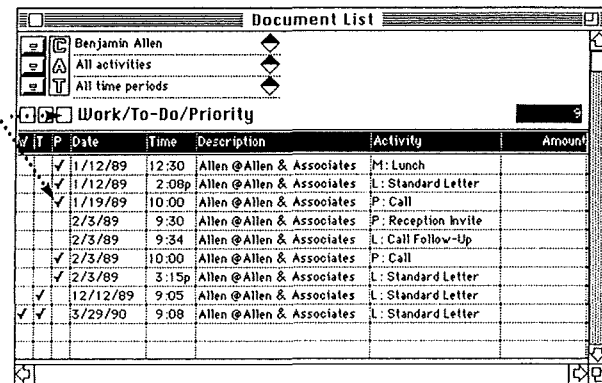 Document List
C Benjamin Allen
A All activities
T All time periods
Work/To-Do/Priority 9
W T P Date Time Description Activity Amount
✓ 1/12/89 12:30 Allen @Allen & Associates M: Lunch
✓ 1/12/89 2:08p Allen @Allen & Associates L: Standard Letter
✓ 1/19/89 10:00 Allen @Allen & Associates P: Call
2/3/89 9:30 Allen @Allen & Associates P: Reception Invite
2/3/89 9:34 Allen @Allen & Associates L: Call Follow-Up
✓ 2/3/89 10:00 Allen @Allen & Associates P: Call
✓ 2/3/89 3:15p Allen @Allen & Associates L: Standard Letter
✓ 12/12/89 9:05 Allen @Allen & Associates L: Standard Letter
✓ ✓ 3/29/90 9:08 Allen @Allen & Associates L: Standard Letter